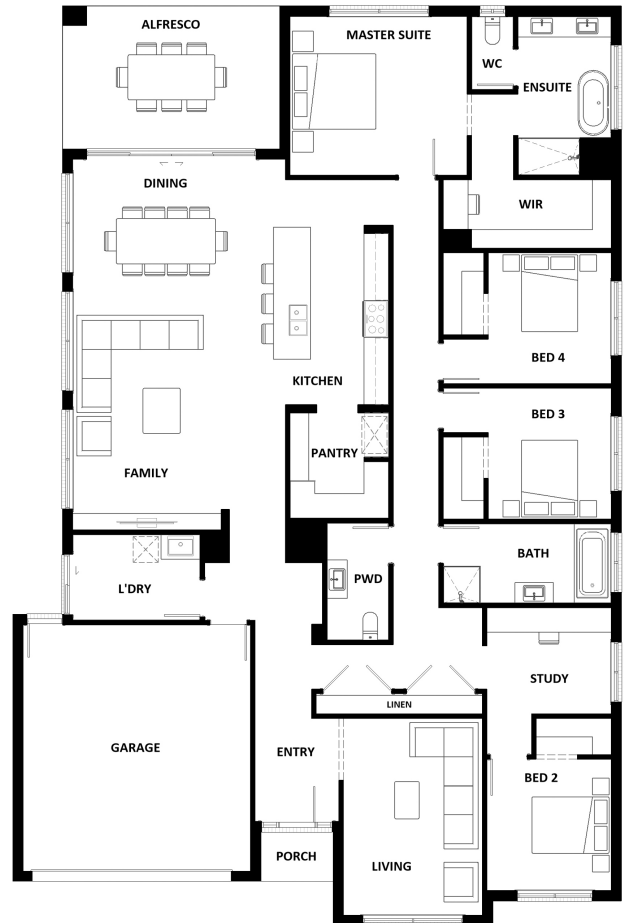 ALFRESCO
MASTER SUITE
WC
ENSUITE
DINING
WIR
BED 4
KITCHEN
BED 3
PANTRY
FAMILY
BATH
PWD
L'DRY
STUDY
LINEN
GARAGE
ENTRY
BED 2
PORCH
LIVING